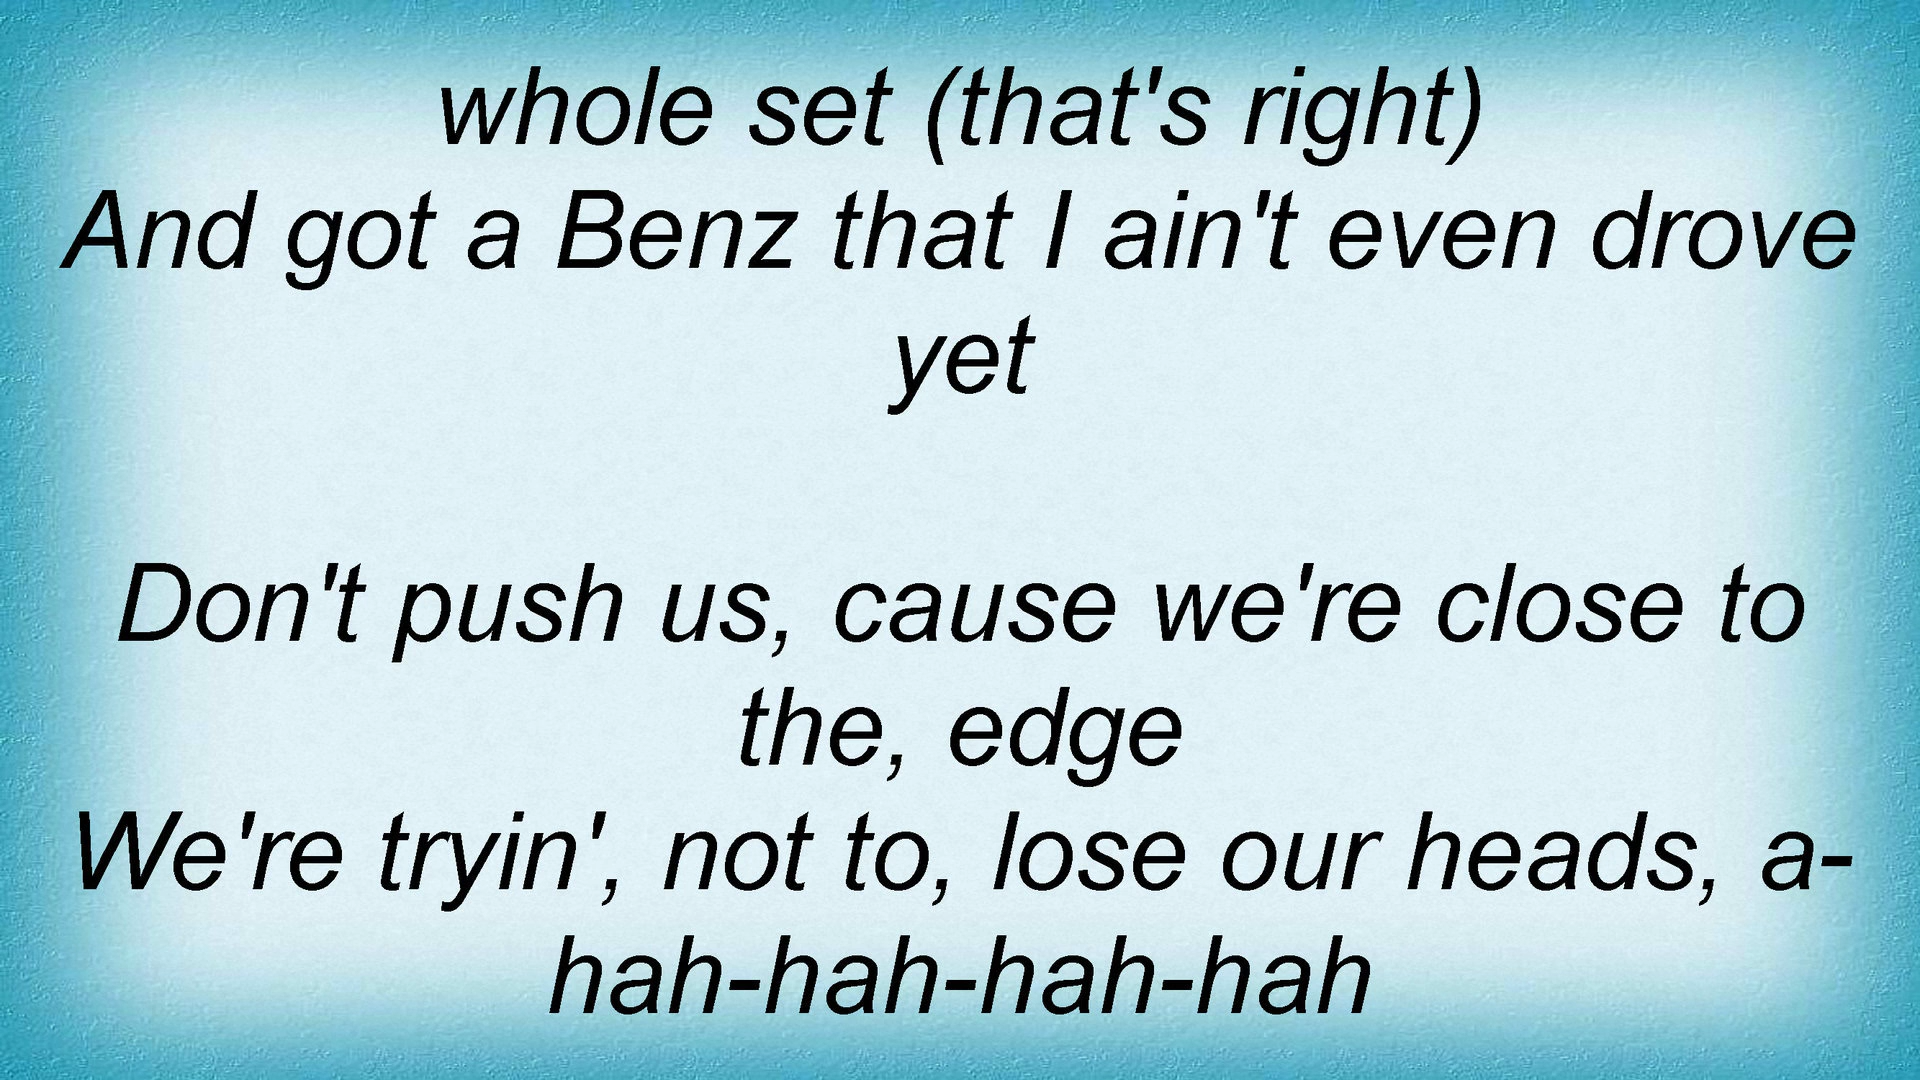 whole set (that's right)
And got a Benz that I ain't even drove
yet
Don't push us, cause we're close to
the, edge
We're tryin', not to, lose our heads, a-
hah-hah-hah-hah